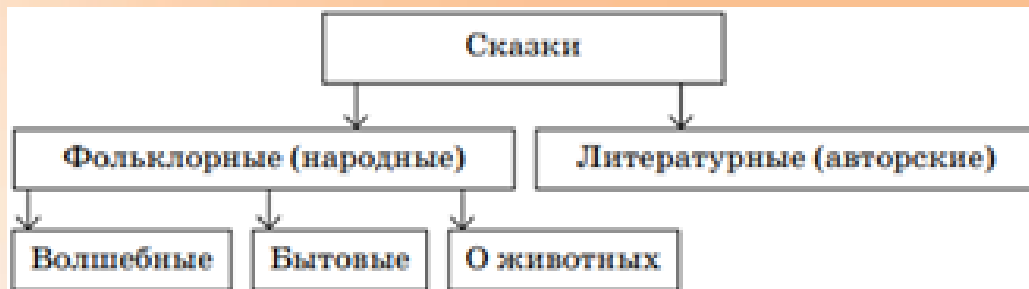 Сказки
Фольклорные (народные)
Литературные (авторские)
Волшебные
Бытовые
О животных